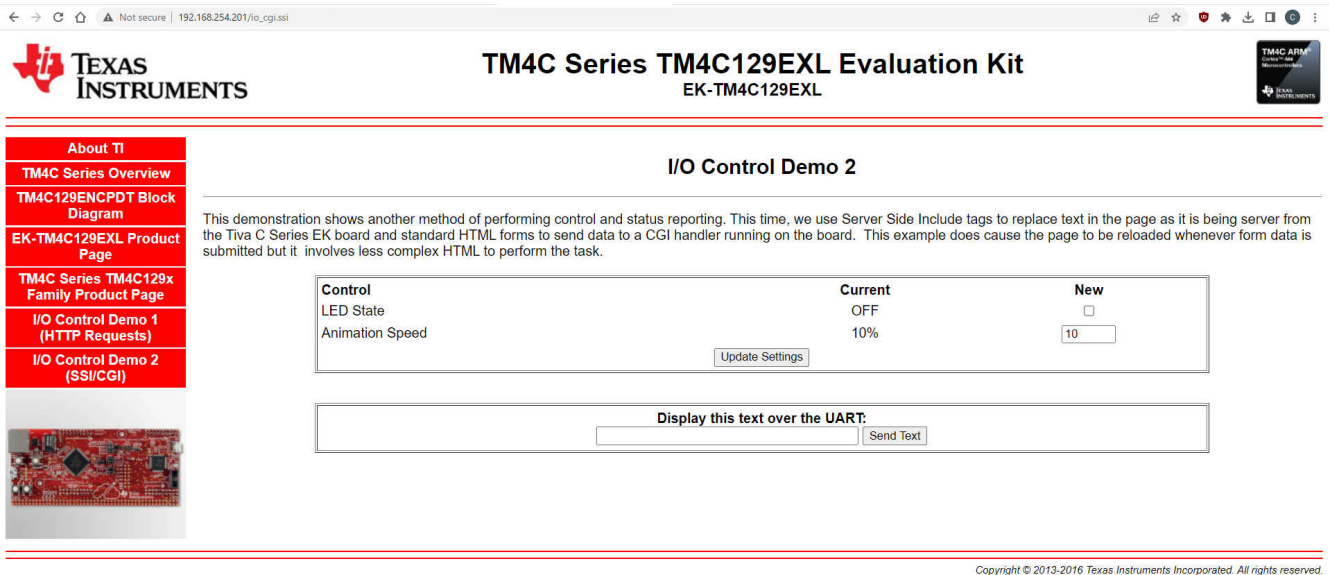 Not secure 192.168.254.201/io_cgi.ssi
C
TEXAS
INSTRUMENTS
TM4C Series TM4C129EXL Evaluation Kit
EK-TM4C129EXL
TM4C ARM®
Cortex™-M4
Microcontrollers
TEXAS
INSTRUMENTS
About TI
TM4C Series Overview
TM4C129ENCPDT Block
Diagram
EK-TM4C129EXL Product
Page
TM4C Series TM4C129x
Family Product Page
I/O Control Demo 1
(HTTP Requests)
I/O Control Demo 2
(SSI/CGI)
I/O Control Demo 2
This demonstration shows another method of performing control and status reporting. This time, we use Server Side Include tags to replace text in the page as it is being server from
the Tiva C Series EK board and standard HTML forms to send data to a CGI handler running on the board. This example does cause the page to be reloaded whenever form data is
submitted but it involves less complex HTML to perform the task.
Control Current New
LED State OFF
Animation Speed 10% 10
Update Settings
Display this text over the UART:
Send Text
Copyright © 2013-2016 Texas Instruments Incorporated. All rights reserved.